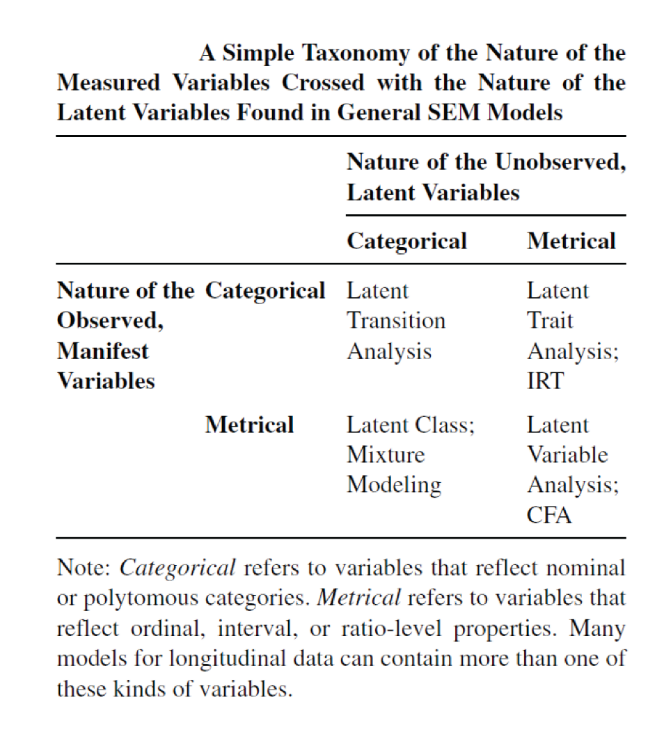 A Simple Taxonomy of the Nature of the
Measured Variables Crossed with the Nature of the
Latent Variables Found in General SEM Models
Nature of the Unobserved,
Latent Variables
Categorical Metrical
Nature of the Categorical Latent Latent
Observed, Transition Trait
Manifest Analysis Analysis;
Variables IRT
Metrical Latent Class; Latent
Mixture Variable
Modeling Analysis;
CFA
Note: Categorical refers to variables that reflect nominal
or polytomous categories. Metrical refers to variables that
reflect ordinal, interval, or ratio-level properties. Many
models for longitudinal data can contain more than one of
these kinds of variables.